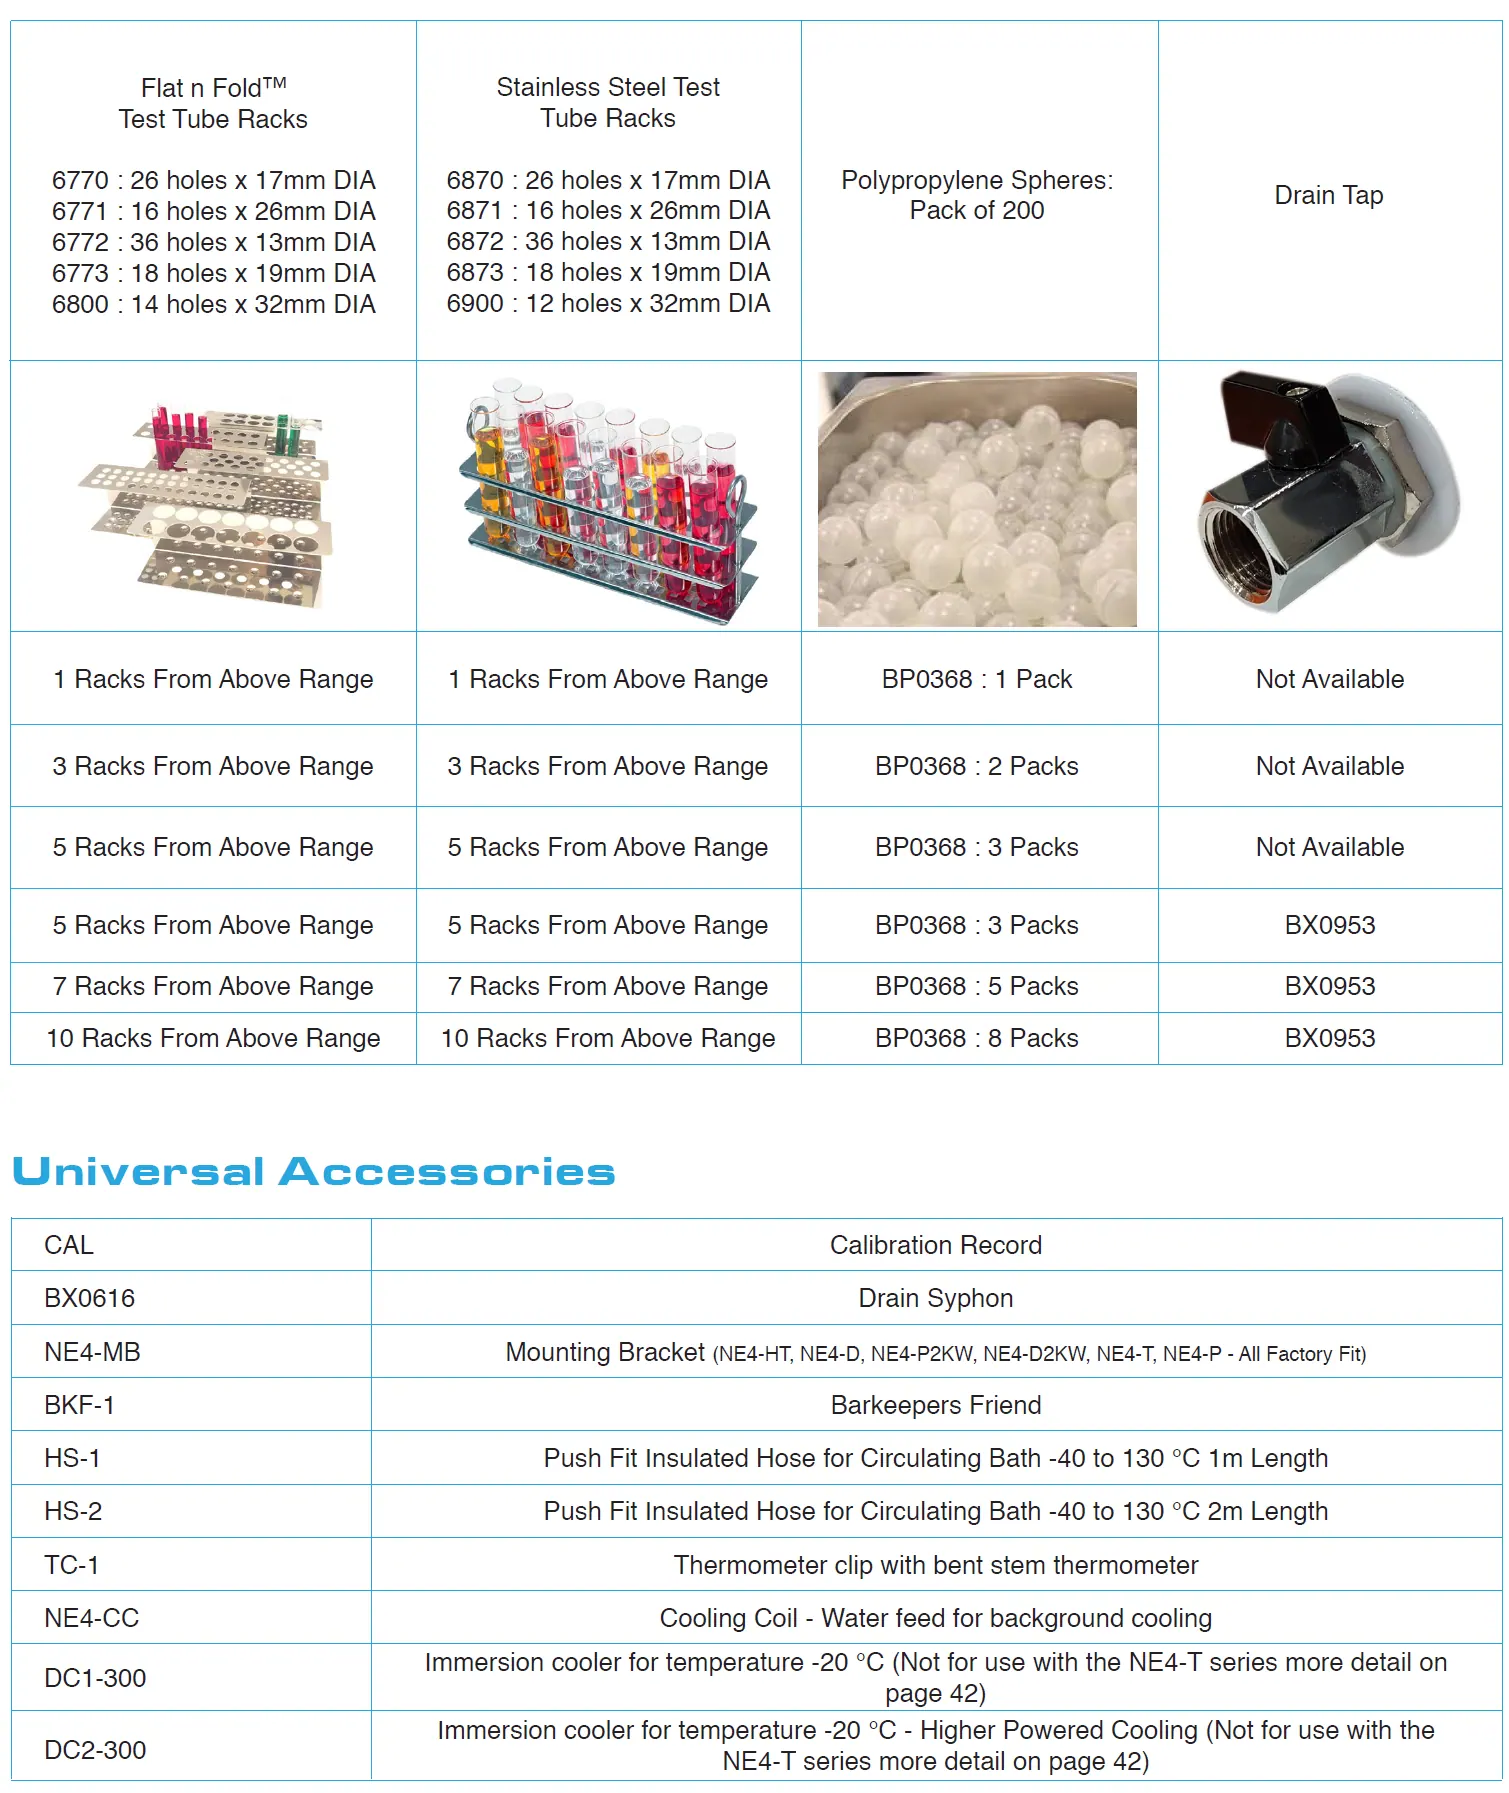 Flat n Fold™
Test Tube Racks
6770 : 26 holes x 17mm DIA
6771 : 16 holes x 26mm DIA
6772 : 36 holes x 13mm DIA
6773 : 18 holes x 19mm DIA
6800 : 14 holes x 32mm DIA
Stainless Steel Test
Tube Racks
6870 : 26 holes x 17mm DIA
6871 : 16 holes x 26mm DIA
6872 : 36 holes x 13mm DIA
6873 : 18 holes x 19mm DIA
6900 : 12 holes x 32mm DIA
Polypropylene Spheres:
Pack of 200
Drain Tap
1 Racks From Above Range 1 Racks From Above Range BP0368 : 1 Pack Not Available
3 Racks From Above Range 3 Racks From Above Range BP0368 : 2 Packs Not Available
5 Racks From Above Range 5 Racks From Above Range BP0368 : 3 Packs Not Available
5 Racks From Above Range 5 Racks From Above Range BP0368 : 3 Packs BX0953
7 Racks From Above Range 7 Racks From Above Range BP0368 : 5 Packs BX0953
10 Racks From Above Range 10 Racks From Above Range BP0368 : 8 Packs BX0953
Universal Accessories
CAL Calibration Record
BX0616 Drain Syphon
NE4-MB Mounting Bracket (NE4-HT, NE4-D, NE4-P2KW, NE4-D2KW, NE4-T, NE4-P - All Factory Fit)
BKF-1 Barkeepers Friend
HS-1 Push Fit Insulated Hose for Circulating Bath -40 to 130 °C 1m Length
HS-2 Push Fit Insulated Hose for Circulating Bath -40 to 130 °C 2m Length
TC-1 Thermometer clip with bent stem thermometer
NE4-CC Cooling Coil - Water feed for background cooling
DC1-300 Immersion cooler for temperature -20 °C (Not for use with the NE4-T series more detail on
page 42)
DC2-300 Immersion cooler for temperature -20 °C - Higher Powered Cooling (Not for use with the
NE4-T series more detail on page 42)